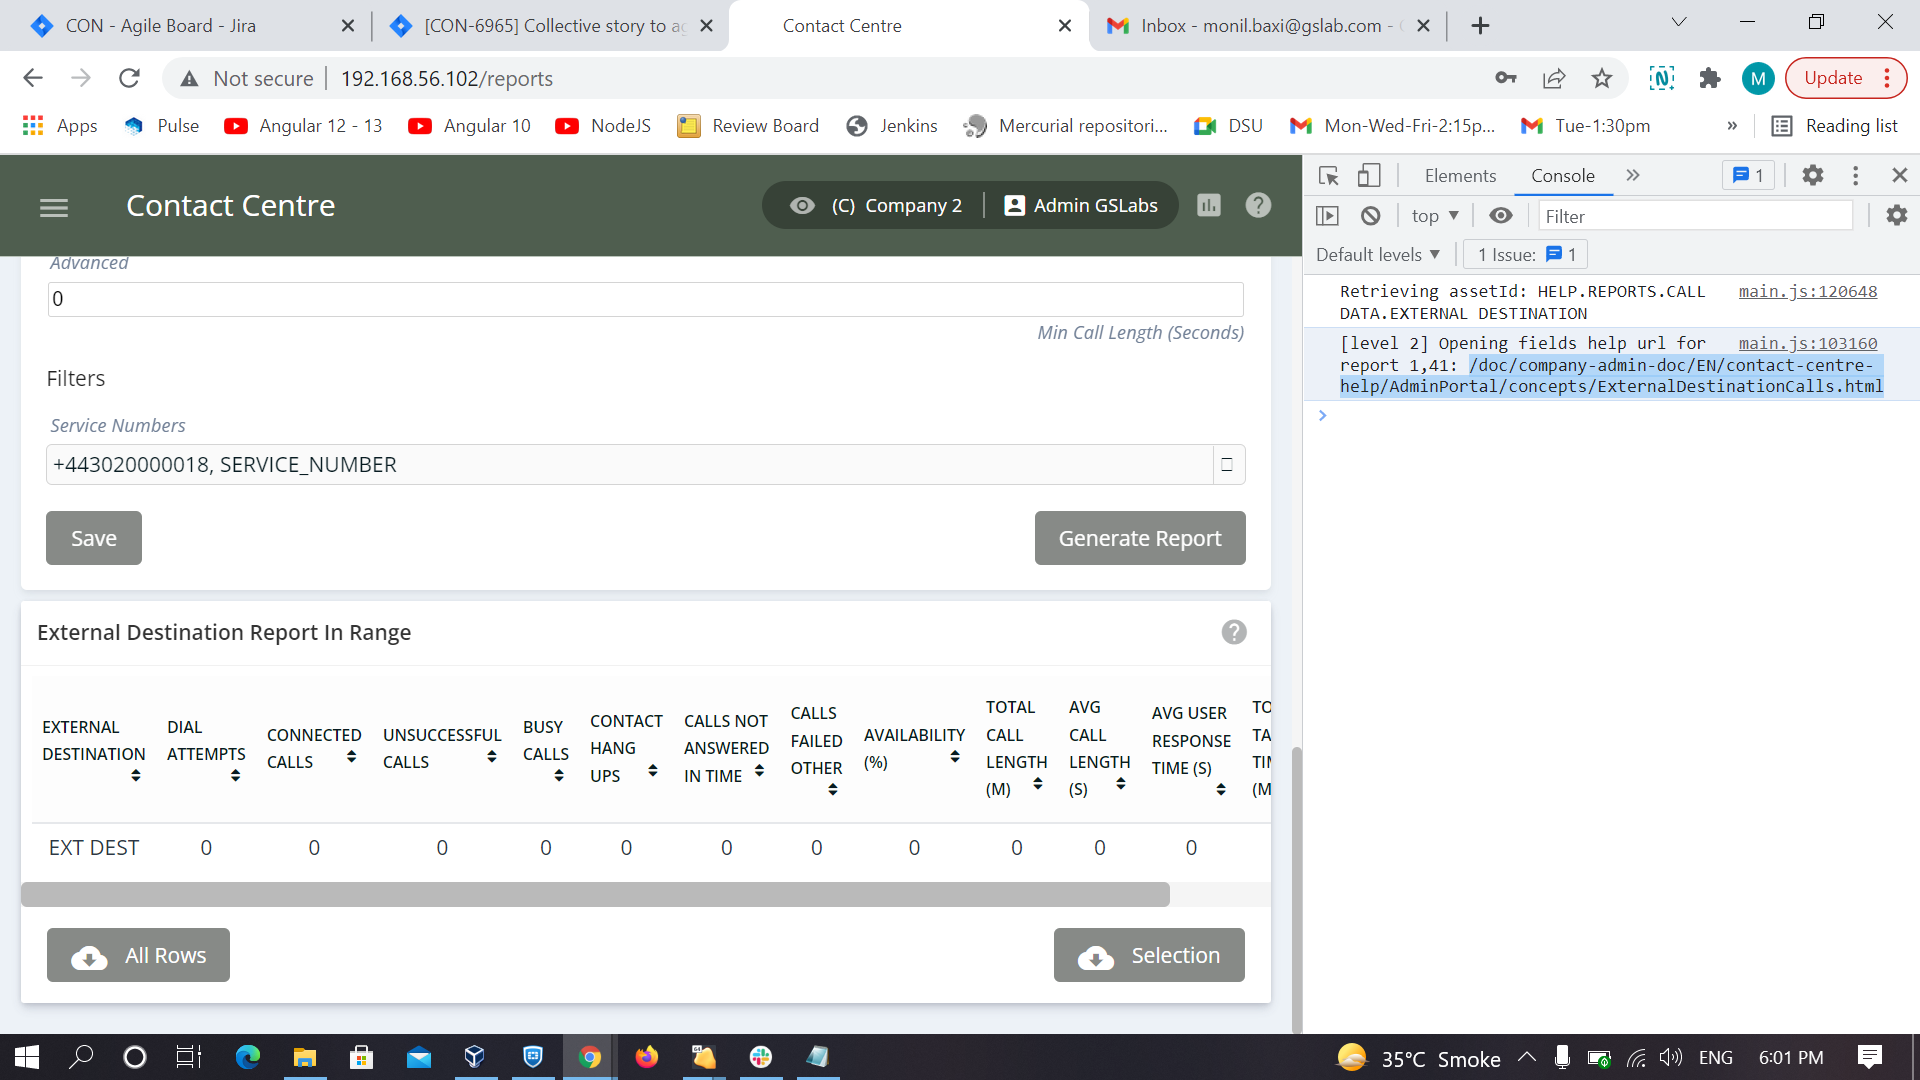 CON - Agile Board - Jira
[CON-6965] Collective story to ag
Contact Centre
Inbox - monil.baxi@gslab.com -
Not secure
192.168.56.102/reports
M
Update
Apps
Pulse
Angular 12 - 13
Angular 10
NodeJS
Review Board
Jenkins
Mercurial repositori...
DSU
Mon-Wed-Fri-2:15p...
Tue-1:30pm
»
Reading list
Contact Centre
(C) Company 2
Admin GSLabs
Advanced
0
Min Call Length (Seconds)
Filters
Service Numbers
+443020000018, SERVICE_NUMBER
Save
Generate Report
External Destination Report In Range
EXTERNAL
DESTINATION
DIAL
ATTEMPTS
CONNECTED
CALLS
UNSUCCESSFUL
CALLS
BUSY
CALLS
CONTACT
HANG
UPS
CALLS NOT
ANSWERED
IN TIME
CALLS
FAILED
OTHER
AVAILABILITY
(%)
TOTAL
CALL
LENGTH
(M)
AVG
CALL
LENGTH
(S)
AVG USER
RESPONSE
TIME (S)
TO
TA
TIM
(M
EXT DEST 0 0 0 0 0 0 0 0 0 0 0
All Rows
Selection
Elements
Console
»
1
top
Filter
Default levels
1 Issue: 1
Retrieving assetId: HELP.REPORTS.CALL main.js:120648
DATA.EXTERNAL DESTINATION
[level 2] Opening fields help url for main.js:103160
report 1,41: /doc/company-admin-doc/EN/contact-centre-
help/AdminPortal/concepts/ExternalDestinationCalls.html
35°C Smoke
ENG
6:01 PM